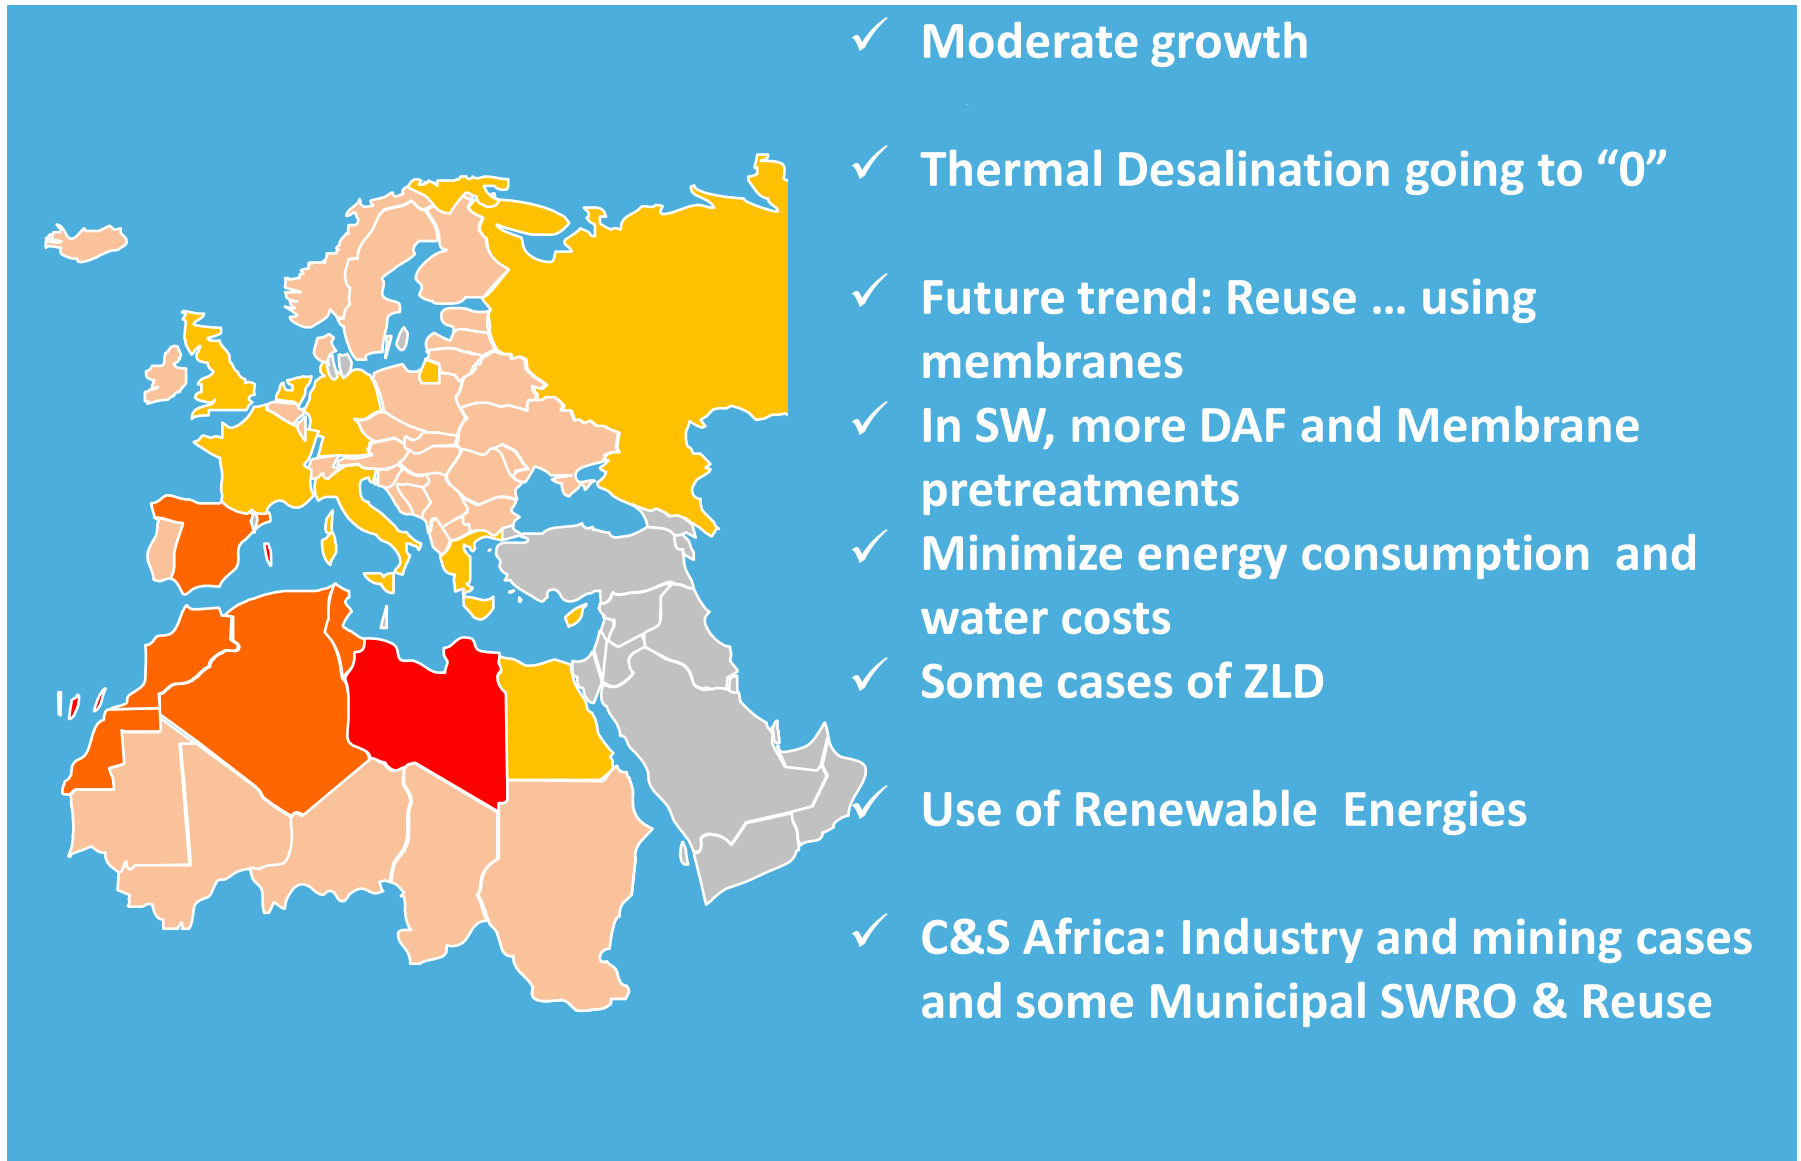 ✓ Moderate growth
✓ Thermal Desalination going to “0”
✓ Future trend: Reuse ... using
membranes
✓ In SW, more DAF and Membrane
pretreatments
✓ Minimize energy consumption  and
water costs
✓ Some cases of ZLD
✓ Use of Renewable  Energies
✓ C&S Africa: Industry and mining cases
and some Municipal SWRO & Reuse